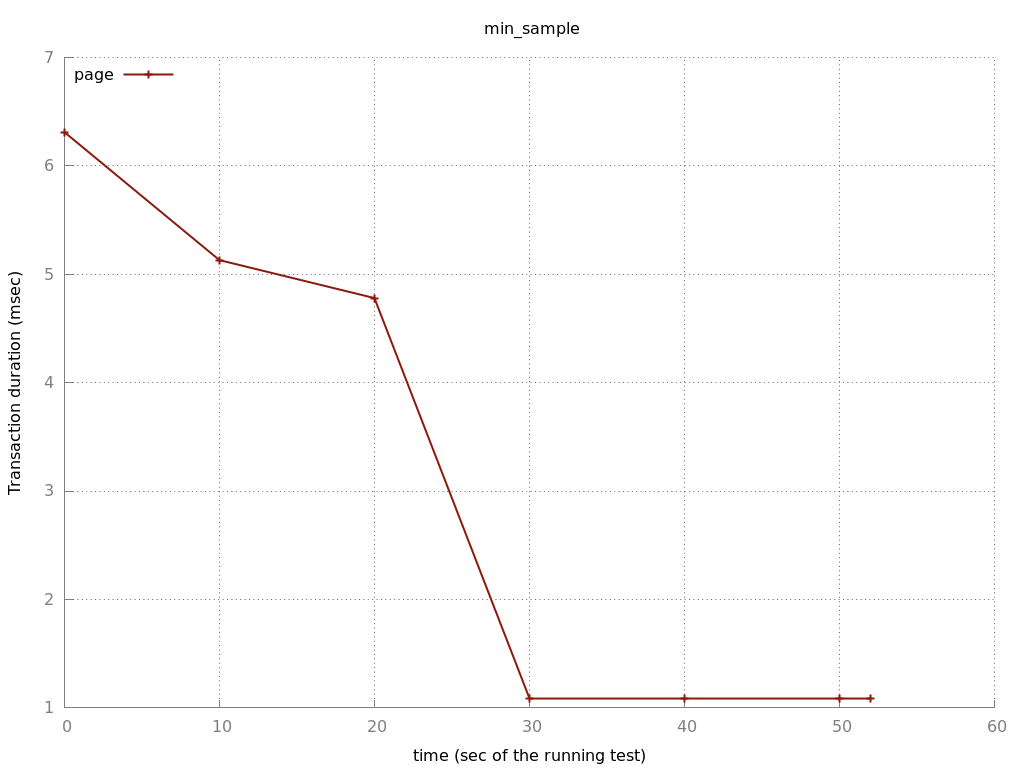 min_sample
7
page
6
5
4
3
2
1
0 10 20 30 40 50 60
Transaction duration (msec)
time (sec of the running test)